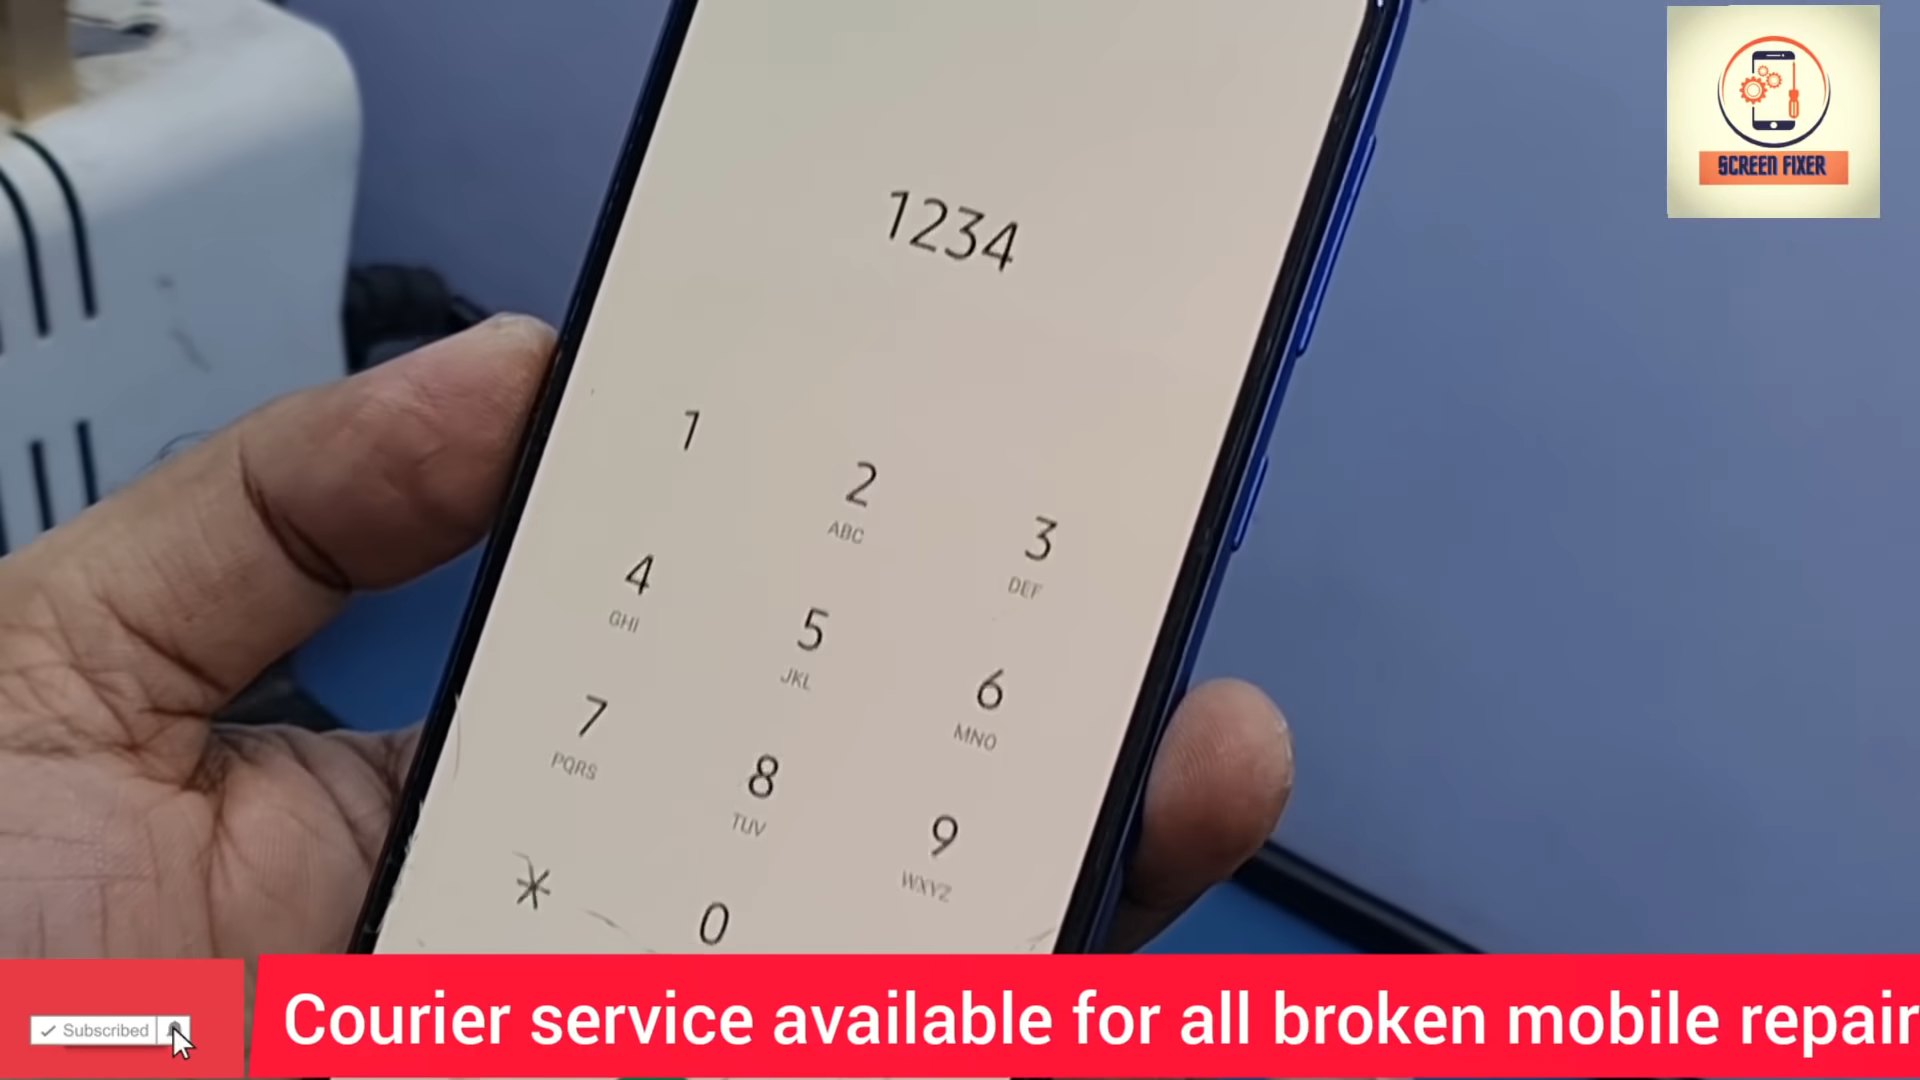 SCREEN FIXER
1234
1
2
ABC
3
DEF
4
GHI
5
JKL
6
MNO
7
PQRS
8
TUV
9
WXYZ
*
0
Subscribed
Courier service available for all broken mobile repair